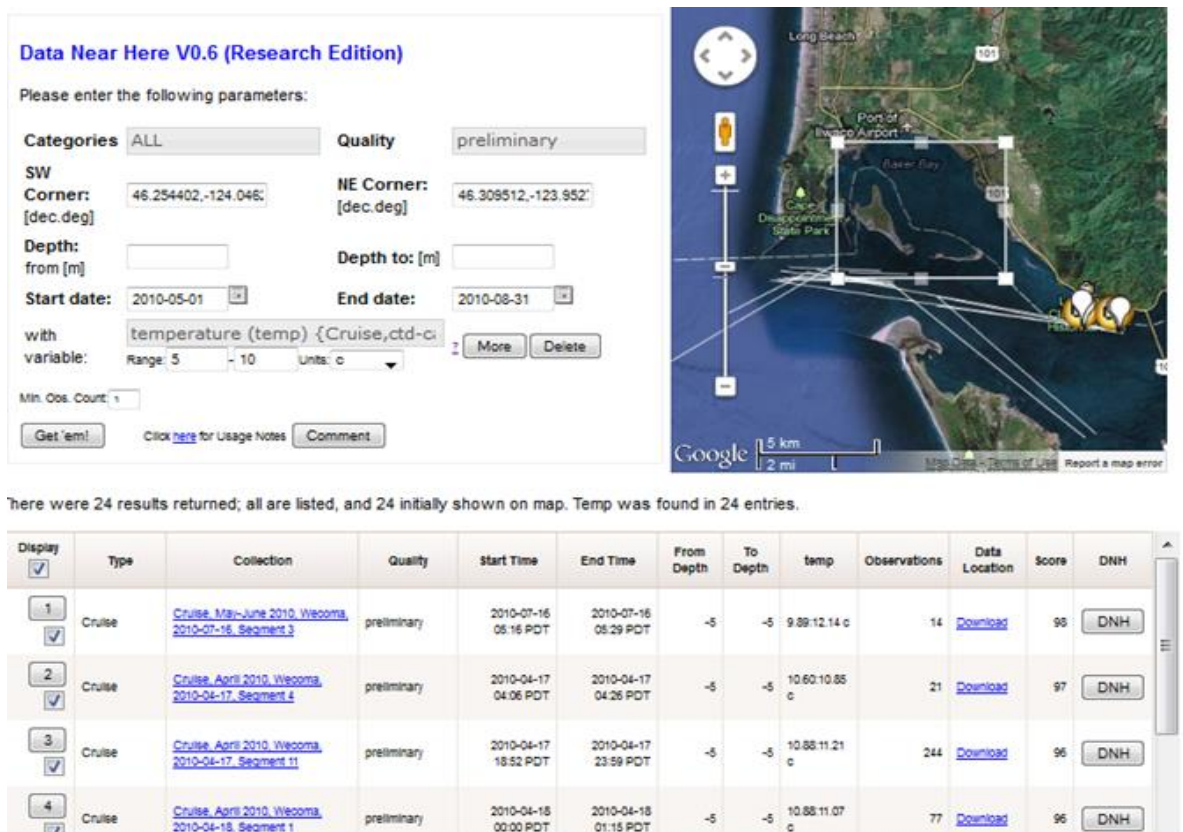 Data Near Here V0.6 (Research Edition)
Please enter the following parameters:
Categories ALL Quality preliminary
SW Corner: [dec.deg] 46.254402,-124.046 NE Corner: [dec.deg] 46.309512,-123.952
Depth: from [m] Depth to: [m]
Start date: 2010-05-01 End date: 2010-08-31
with variable: temperature (temp) {Cruise,ctd-c
Range: 5 - 10 Units: c ? More Delete
Min. Obs. Count: 1
Get 'em! Click here for Usage Notes Comment
Long Beach
101
Port of
Ilwaco Airport
Baker Bay
101
Cape
Disappointment
State Park
10
Google 5 km
2 mi
Map Data - Terms of Use Report a map error
here were 24 results returned; all are listed, and 24 initially shown on map. Temp was found in 24 entries.
Display Type Collection Quality Start Time End Time From Depth To Depth temp Observations Data Location Score DNH
1 Cruise Cruise, May-June 2010, Wecoma, 2010-07-16, Segment 3 preliminary 2010-07-16 05:16 PDT 2010-07-16 05:29 PDT -5 -5 9.89:12.14 c 14 Download 98 DNH
2 Cruise Cruise, April 2010, Wecoma, 2010-04-17, Segment 4 preliminary 2010-04-17 04:06 PDT 2010-04-17 04:26 PDT -5 -5 10.60:10.85 c 21 Download 97 DNH
3 Cruise Cruise, April 2010, Wecoma, 2010-04-17, Segment 11 preliminary 2010-04-17 18:52 PDT 2010-04-17 23:59 PDT -5 -5 10.88:11.21 c 244 Download 96 DNH
4 Cruise Cruise, April 2010, Wecoma, 2010-04-18, Segment 1 preliminary 2010-04-18 00:00 PDT 2010-04-18 01:15 PDT -5 -5 10.88:11.07 c 77 Download 96 DNH